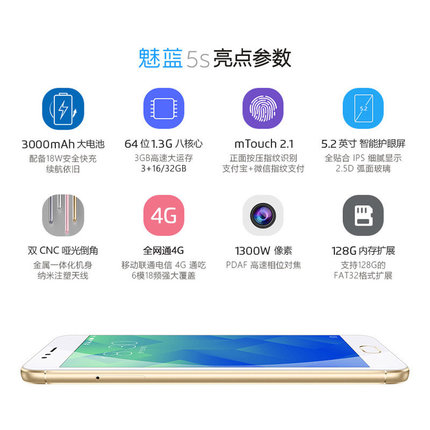 魅蓝5s亮点参数
3000mAh 大电池
配备18W安全快充
续航依旧
64 位1.3G 八核心
3GB高速大运存
3+16/32GB
mTouch 2.1
正面按压指纹识别
支付宝+微信指纹支付
5.2
5.2 英寸 智能护眼屏
全贴合 IPS 细腻显示
2.5D 弧面玻璃
双 CNC 哑光倒角
金属一体化机身
纳米注塑天线
4G
全网通4G
移动联通电信 4G 通吃
6模18频强大覆盖
1300W 像素
PDAF 高速相位对焦
128G 内存扩展
支持128G的
FAT32格式扩展